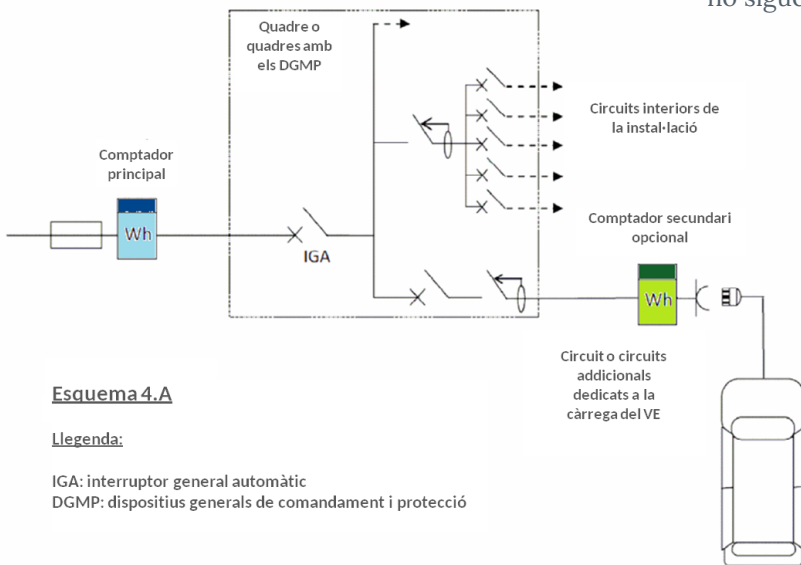 no sigue
Quadre o
quadres amb
els DGMP
Circuits interiors de
la instal·lació
Comptador
principal
Wh
IGA
Comptador secundari
opcional
Wh
Circuit o circuits
addicionals
dedicats a la
càrrega del VE
Esquema 4.A
Llegenda:
IGA: interruptor general automàtic
DGMP: dispositius generals de comandament i protecció